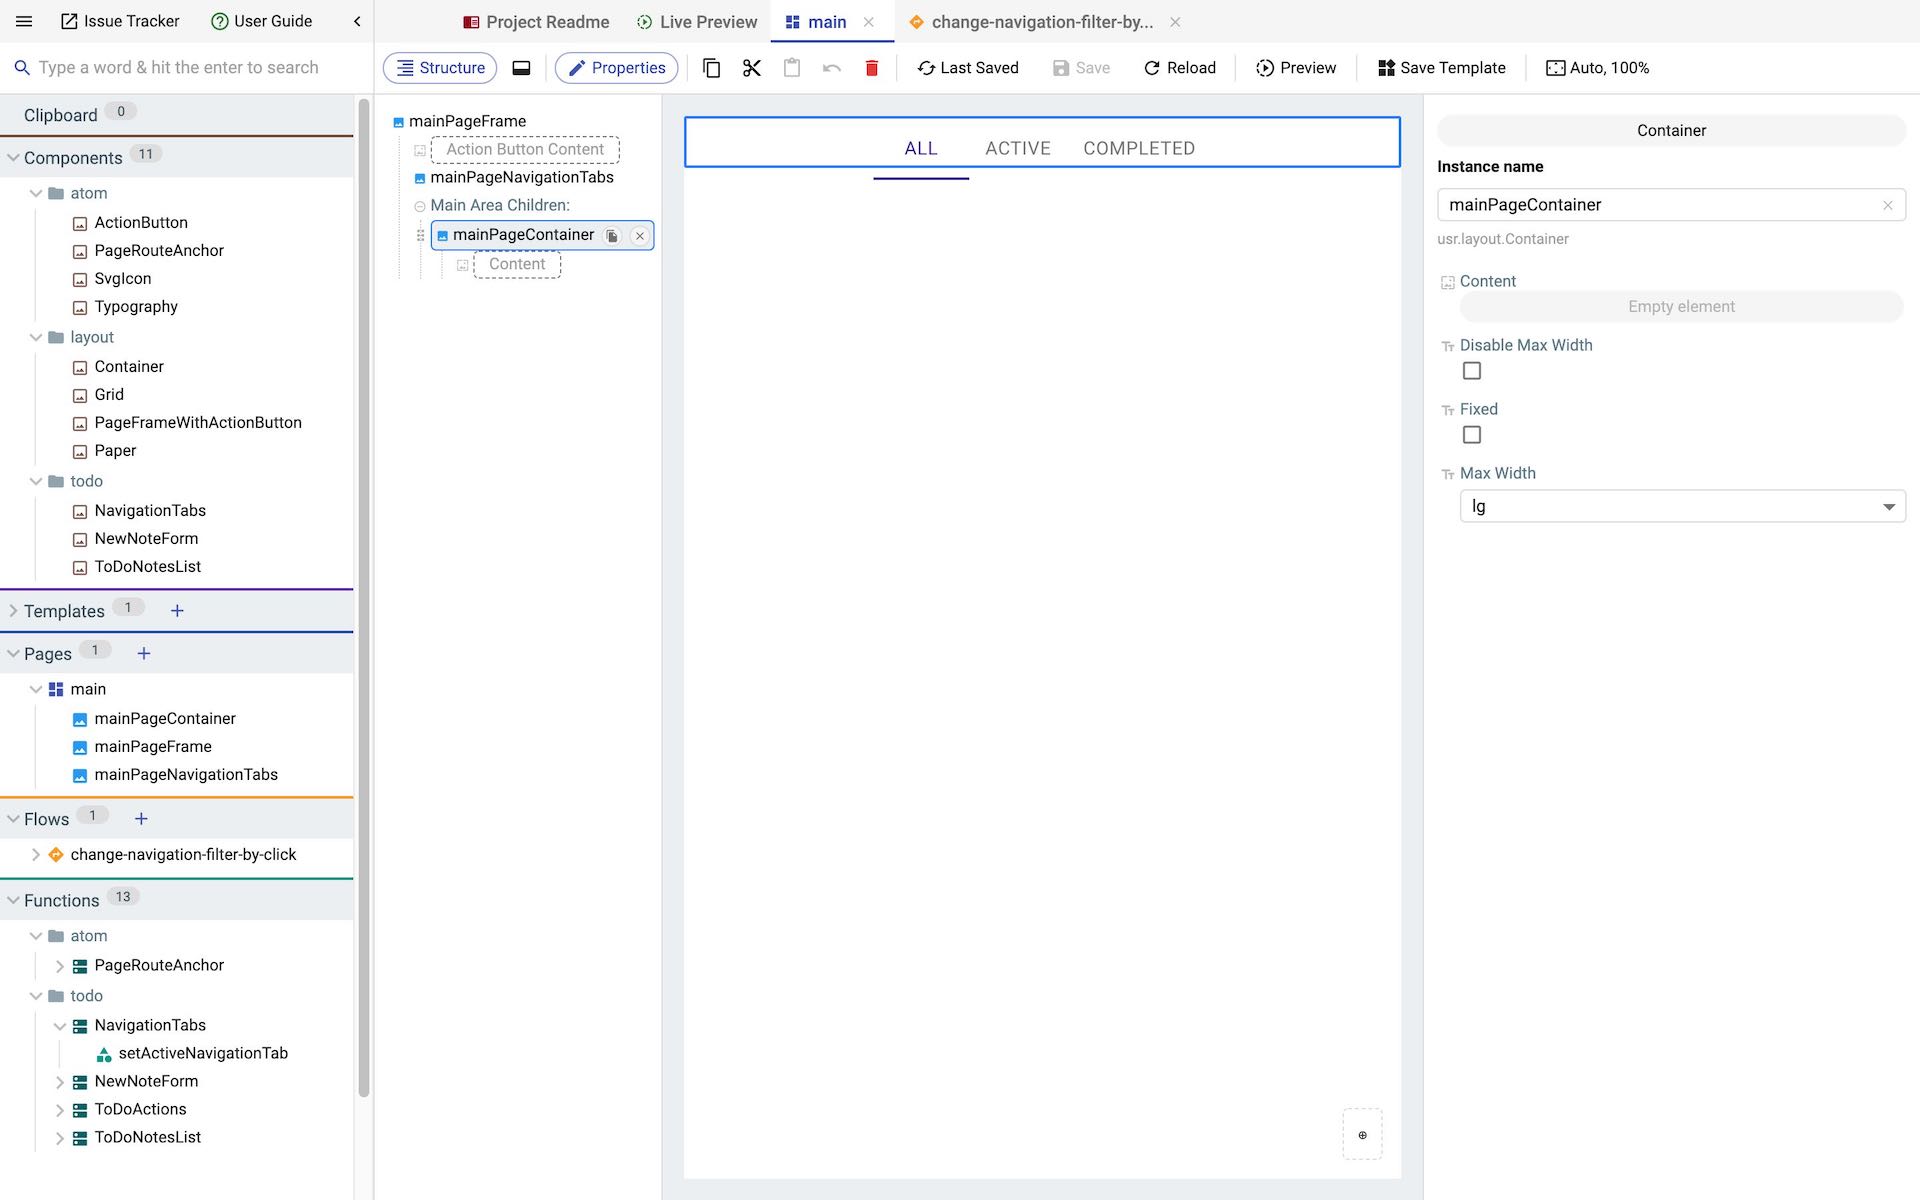 Issue Tracker
User Guide
Project Readme
Live Preview
main
change-navigation-filter-by...
Type a word & hit the enter to search
Structure
Properties
Last Saved
Save
Reload
Preview
Save Template
Auto, 100%
Clipboard 0
Components 11
atom
ActionButton
PageRouteAnchor
SvgIcon
Typography
layout
Container
Grid
PageFrameWithActionButton
Paper
todo
NavigationTabs
NewNoteForm
ToDoNotesList
Templates 1
Pages 1
main
mainPageContainer
mainPageFrame
mainPageNavigationTabs
Flows 1
change-navigation-filter-by-click
Functions 13
atom
PageRouteAnchor
todo
NavigationTabs
setActiveNavigationTab
NewNoteForm
ToDoActions
ToDoNotesList
mainPageFrame
Action Button Content
mainPageNavigationTabs
Main Area Children:
mainPageContainer
Content
ALL ACTIVE COMPLETED
Container
Instance name
mainPageContainer
usr.layout.Container
Content
Empty element
Disable Max Width
Fixed
Max Width
lg